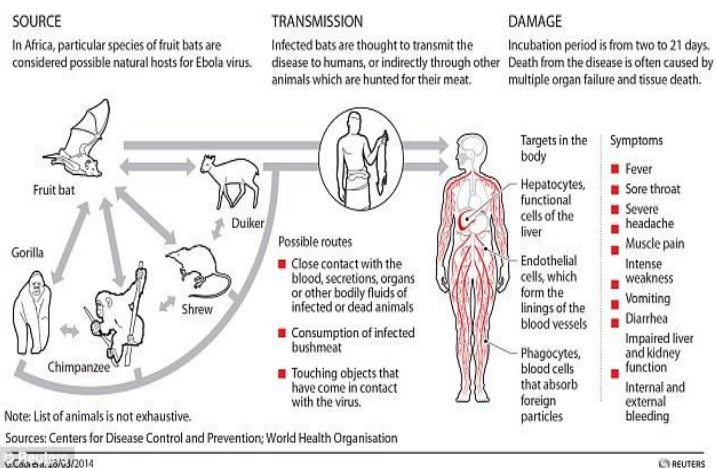 SOURCE
In Africa, particular species of fruit bats are
considered possible natural hosts for Ebola virus.
TRANSMISSION
Infected bats are thought to transmit the
disease to humans, or indirectly through other
animals which are hunted for their meat.
DAMAGE
Incubation period is from two to 21 days.
Death from the disease is often caused by
multiple organ failure and tissue death.
Fruit bat
Duiker
Gorilla
Shrew
Chimpanzee
Possible routes
Close contact with the
blood, secretions, organs
or other bodily fluids of
infected or dead animals
Consumption of infected
bushmeat
Touching objects that
have come in contact
with the virus.
Targets in the
body
Hepatocytes,
functional
cells of the
liver
Endothelial
cells, which
form the
linings of the
blood vessels
Phagocytes,
blood cells
that absorb
foreign
particles
Symptoms
Fever
Sore throat
Severe
headache
Muscle pain
Intense
weakness
Vomiting
Diarrhea
Impaired liver
and kidney
function
Internal and
external
bleeding
Note: List of animals is not exhaustive.
Sources: Centers for Disease Control and Prevention; World Health Organisation
© Reuters
G.Cabrera, 28/03/2014
REUTERS